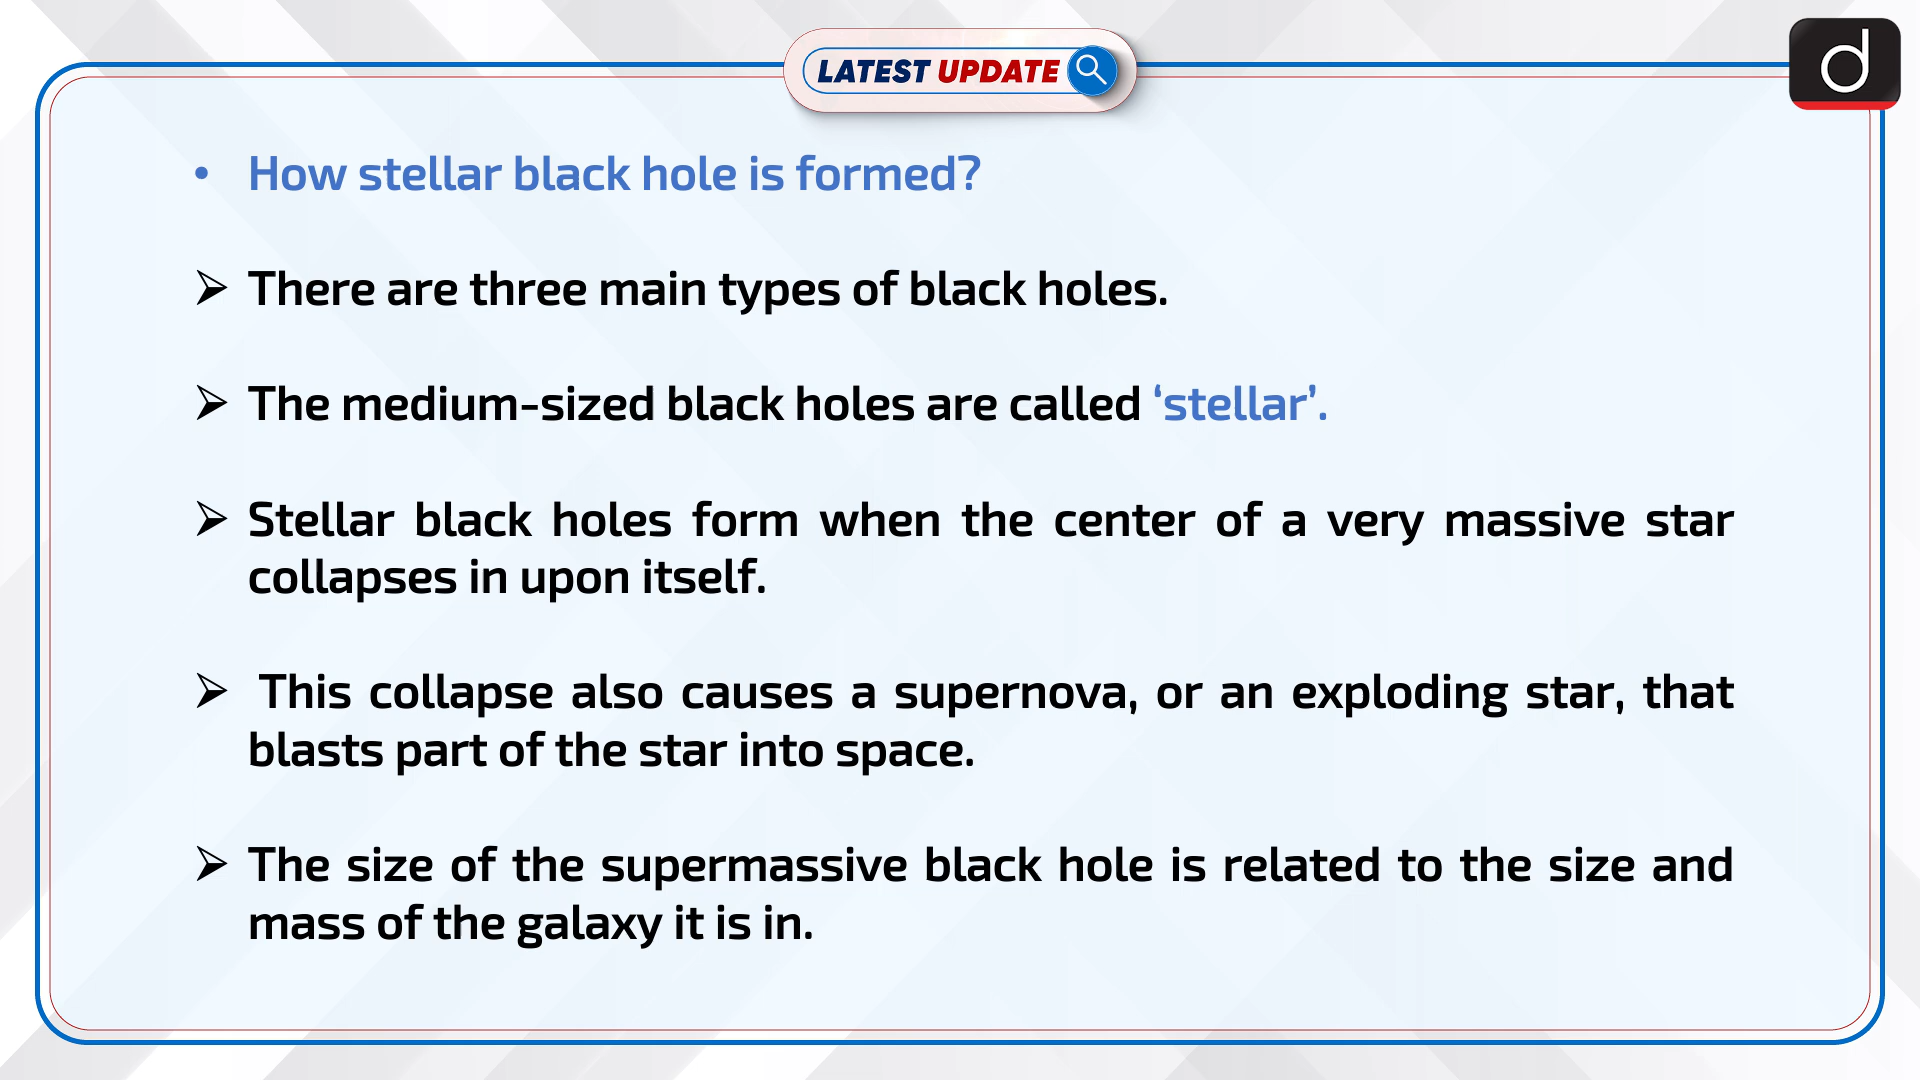 LATEST UPDATE
d
• How stellar black hole is formed?
➢ There are three main types of black holes.
➢ The medium-sized black holes are called ‘stellar’.
➢ Stellar black holes form when the center of a very massive star
collapses in upon itself.
➢ This collapse also causes a supernova, or an exploding star, that
blasts part of the star into space.
➢ The size of the supermassive black hole is related to the size and
mass of the galaxy it is in.